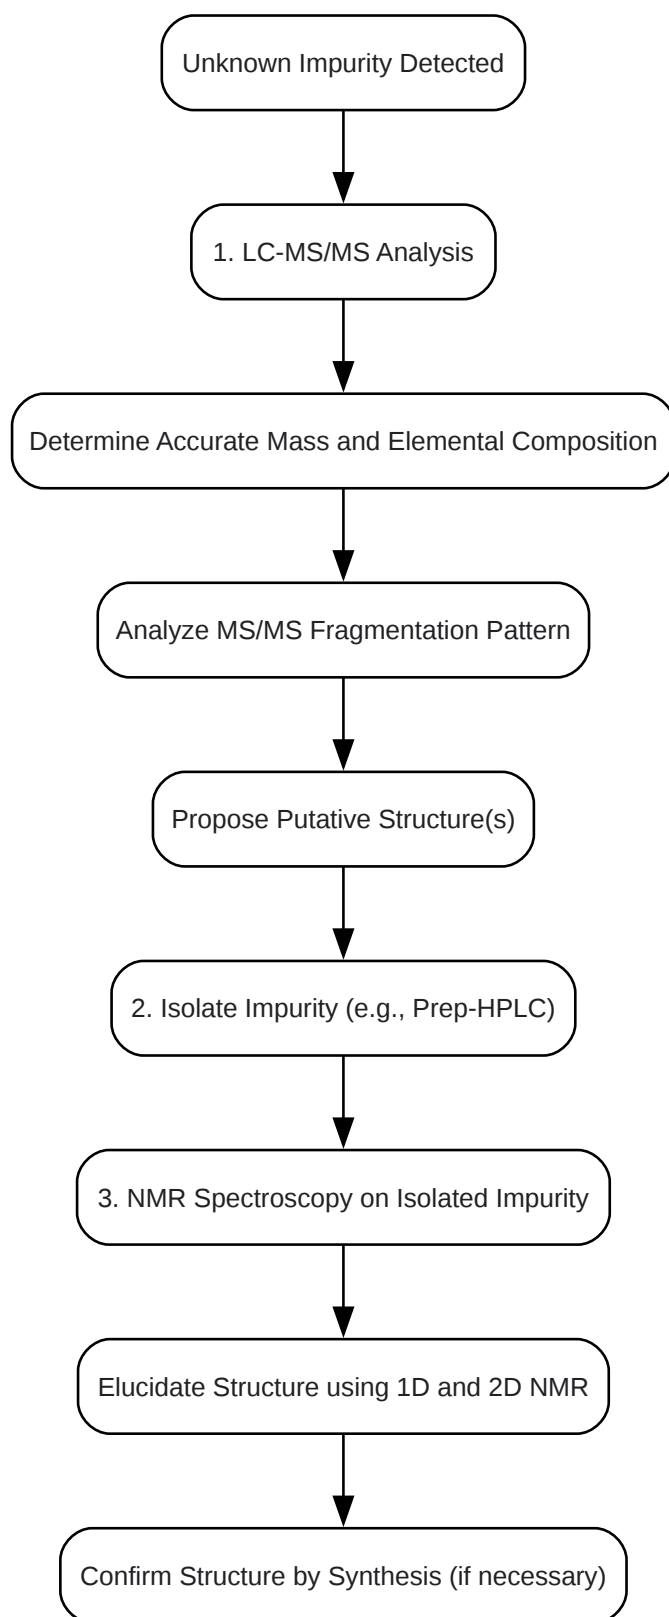 Unknown Impurity Detected
1. LC-MS/MS Analysis
Determine Accurate Mass and Elemental Composition
Analyze MS/MS Fragmentation Pattern
Propose Putative Structure(s)
2. Isolate Impurity (e.g., Prep-HPLC)
3. NMR Spectroscopy on Isolated Impurity
Elucidate Structure using 1D and 2D NMR
Confirm Structure by Synthesis (if necessary)